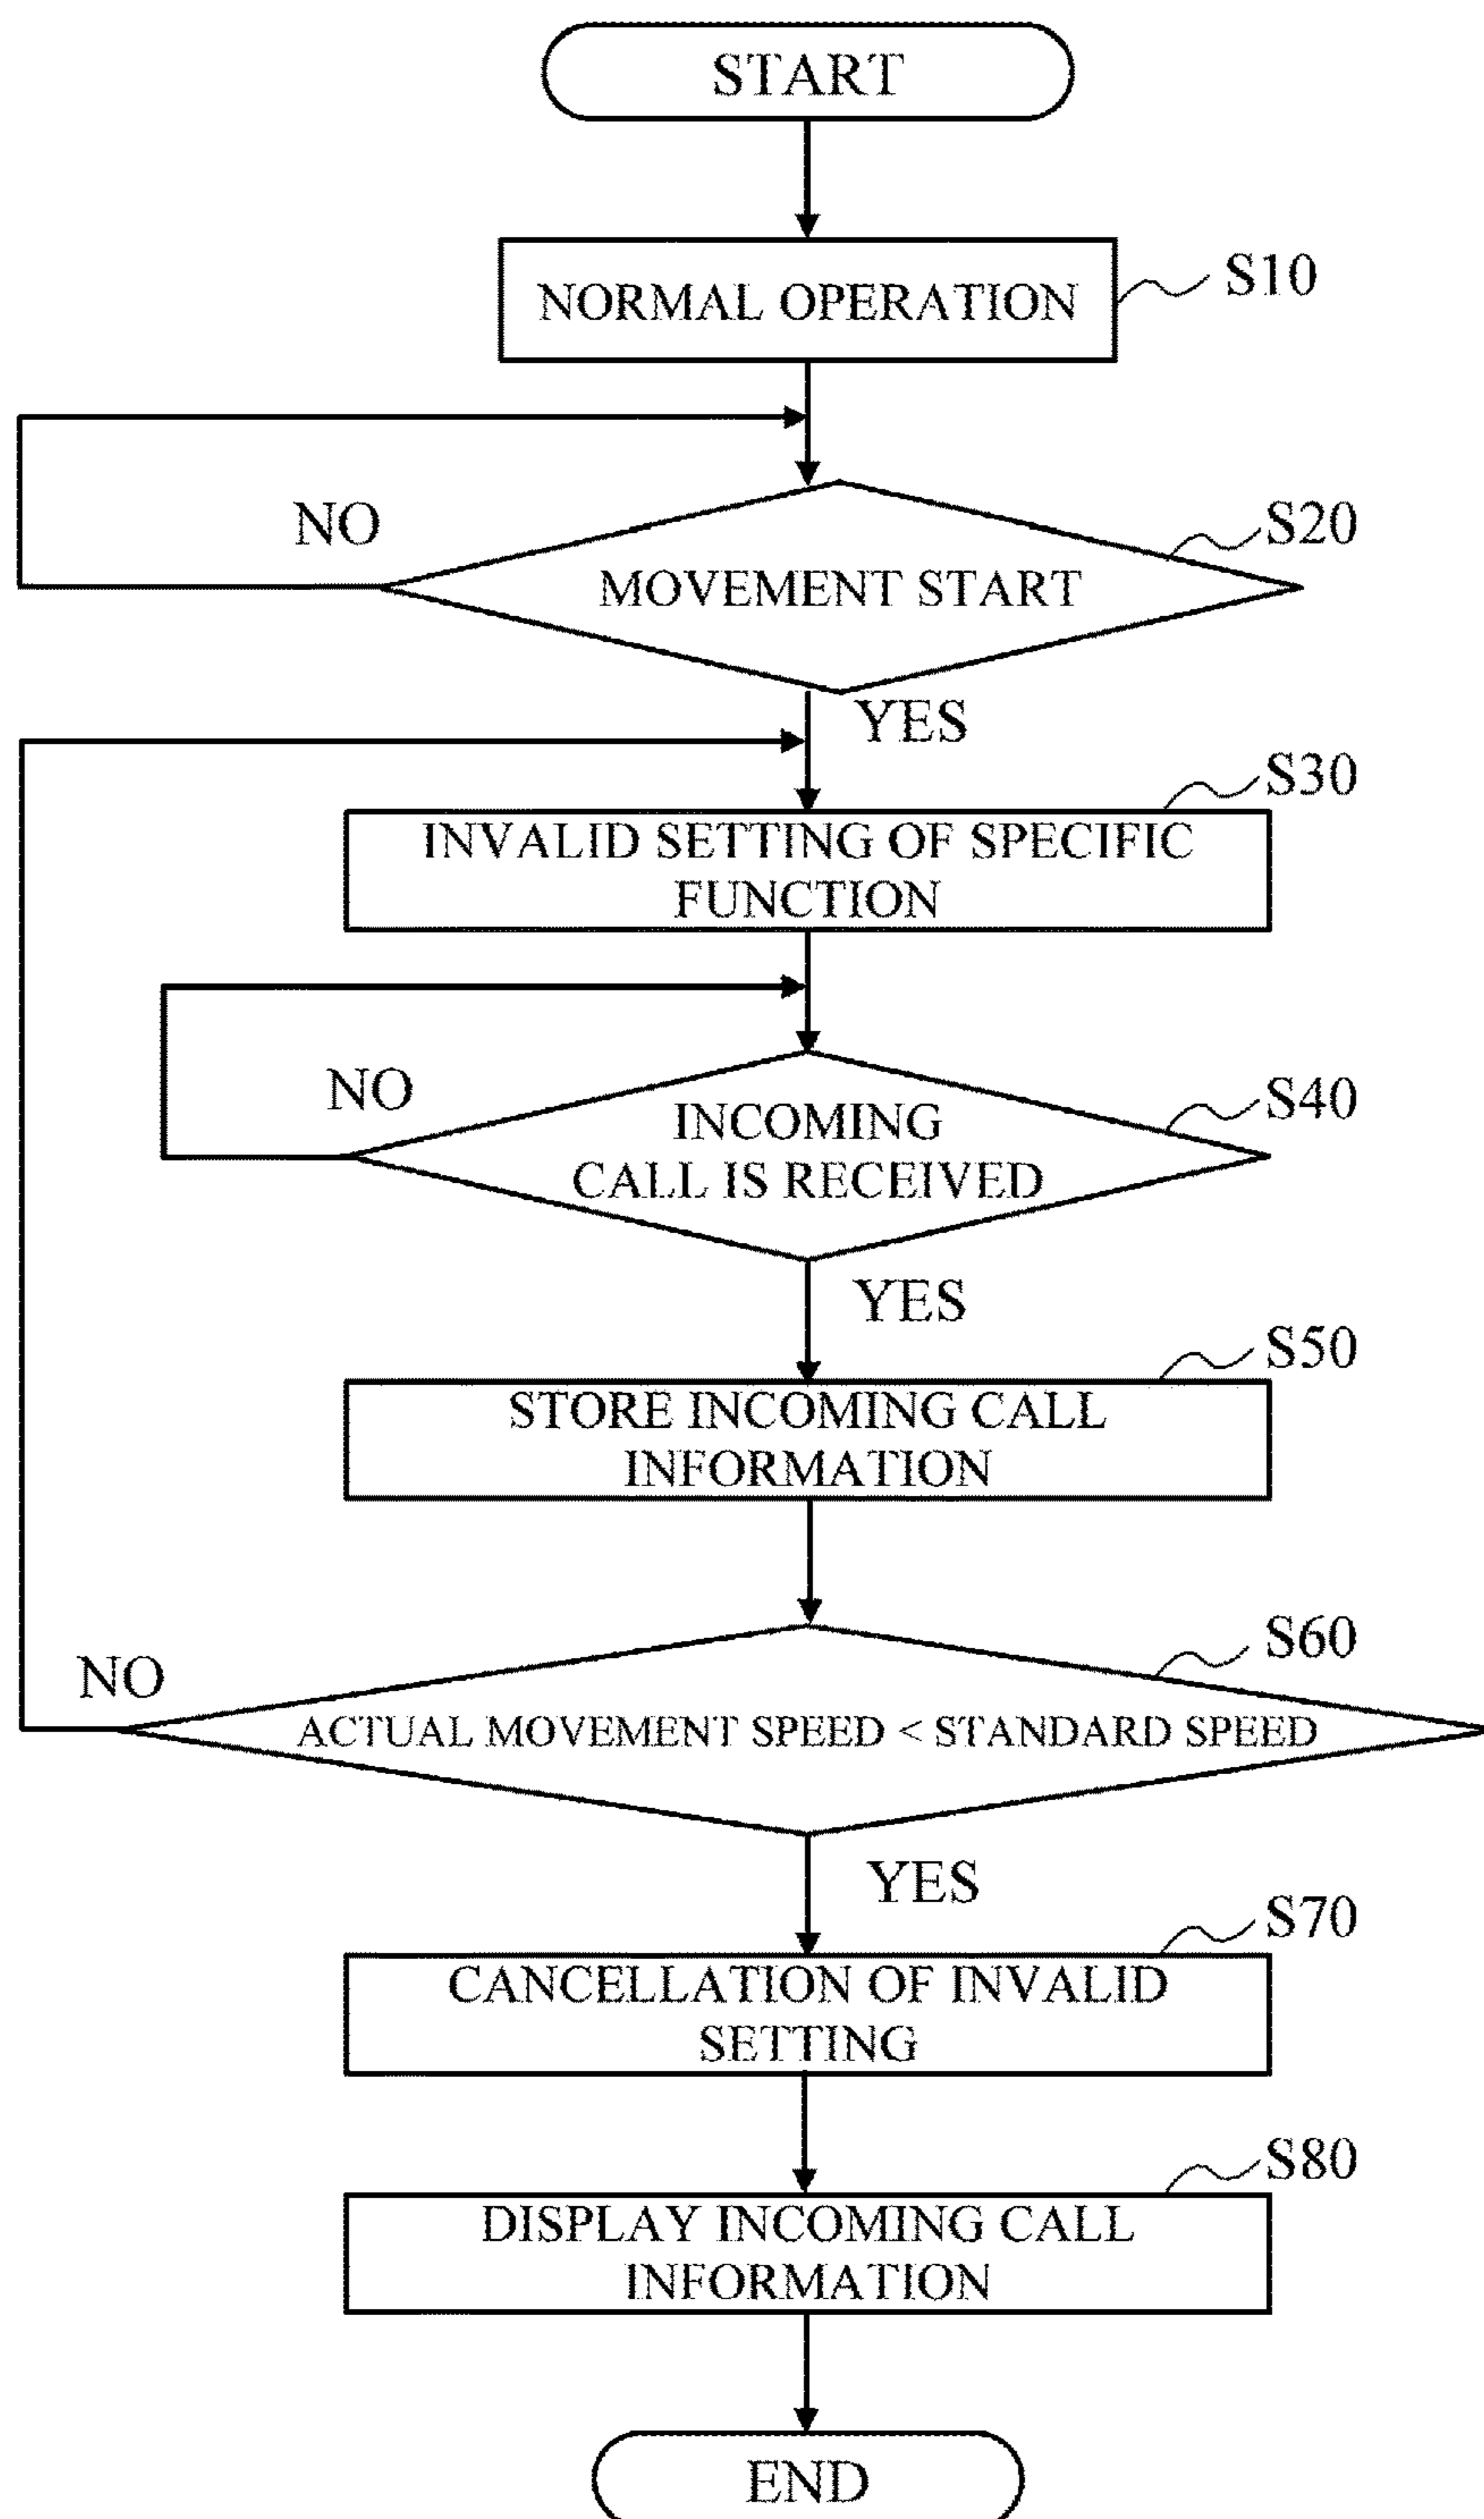 START
NORMAL OPERATION
S10
NO
S20
MOVEMENT START
YES
S30
INVALID SETTING OF SPECIFIC
FUNCTION
NO
S40
INCOMING
CALL IS RECEIVED
YES
S50
STORE INCOMING CALL
INFORMATION
S60
NO
ACTUAL MOVEMENT SPEED < STANDARD SPEED
YES
S70
CANCELLATION OF INVALID
SETTING
S80
DISPLAY INCOMING CALL
INFORMATION
END